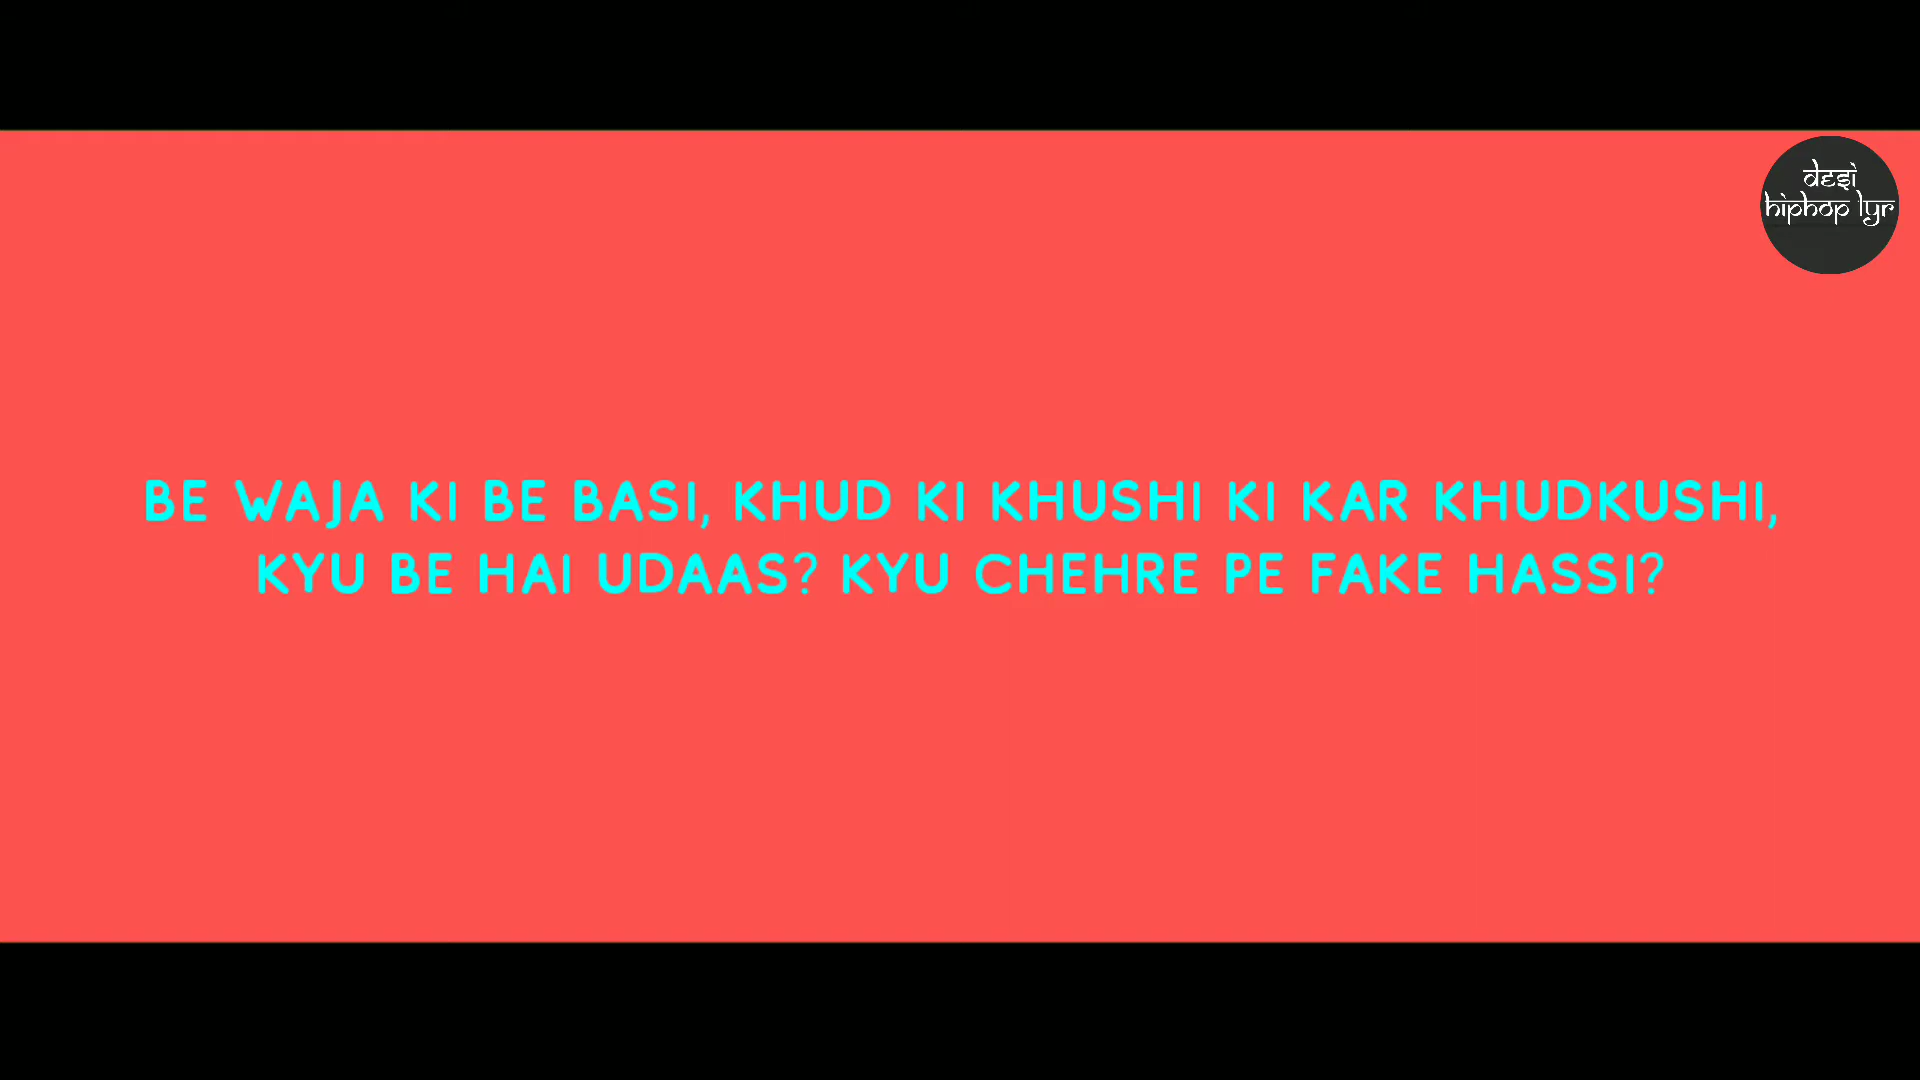 desi
hiphop lyr
BE WAJA KI BE BASI, KHUD KI KHUSHI KI KAR KHUDKUSHI,
KYU BE HAI UDAAS? KYU CHEHRE PE FAKE HASSI?